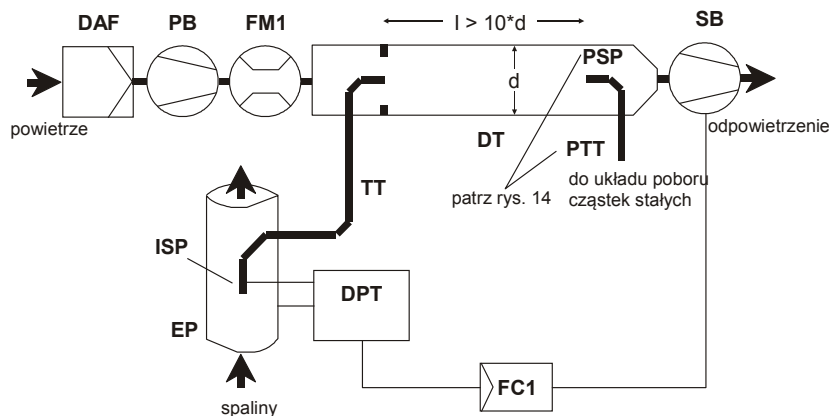 DAF PB FM1 l > 10*d SB
PSP
d
powietrze
odpowietrzenie
DT PTT
TT
patrz rys. 14
do układu poboru
cząstek stałych
ISP
DPT
EP
FC1
spaliny